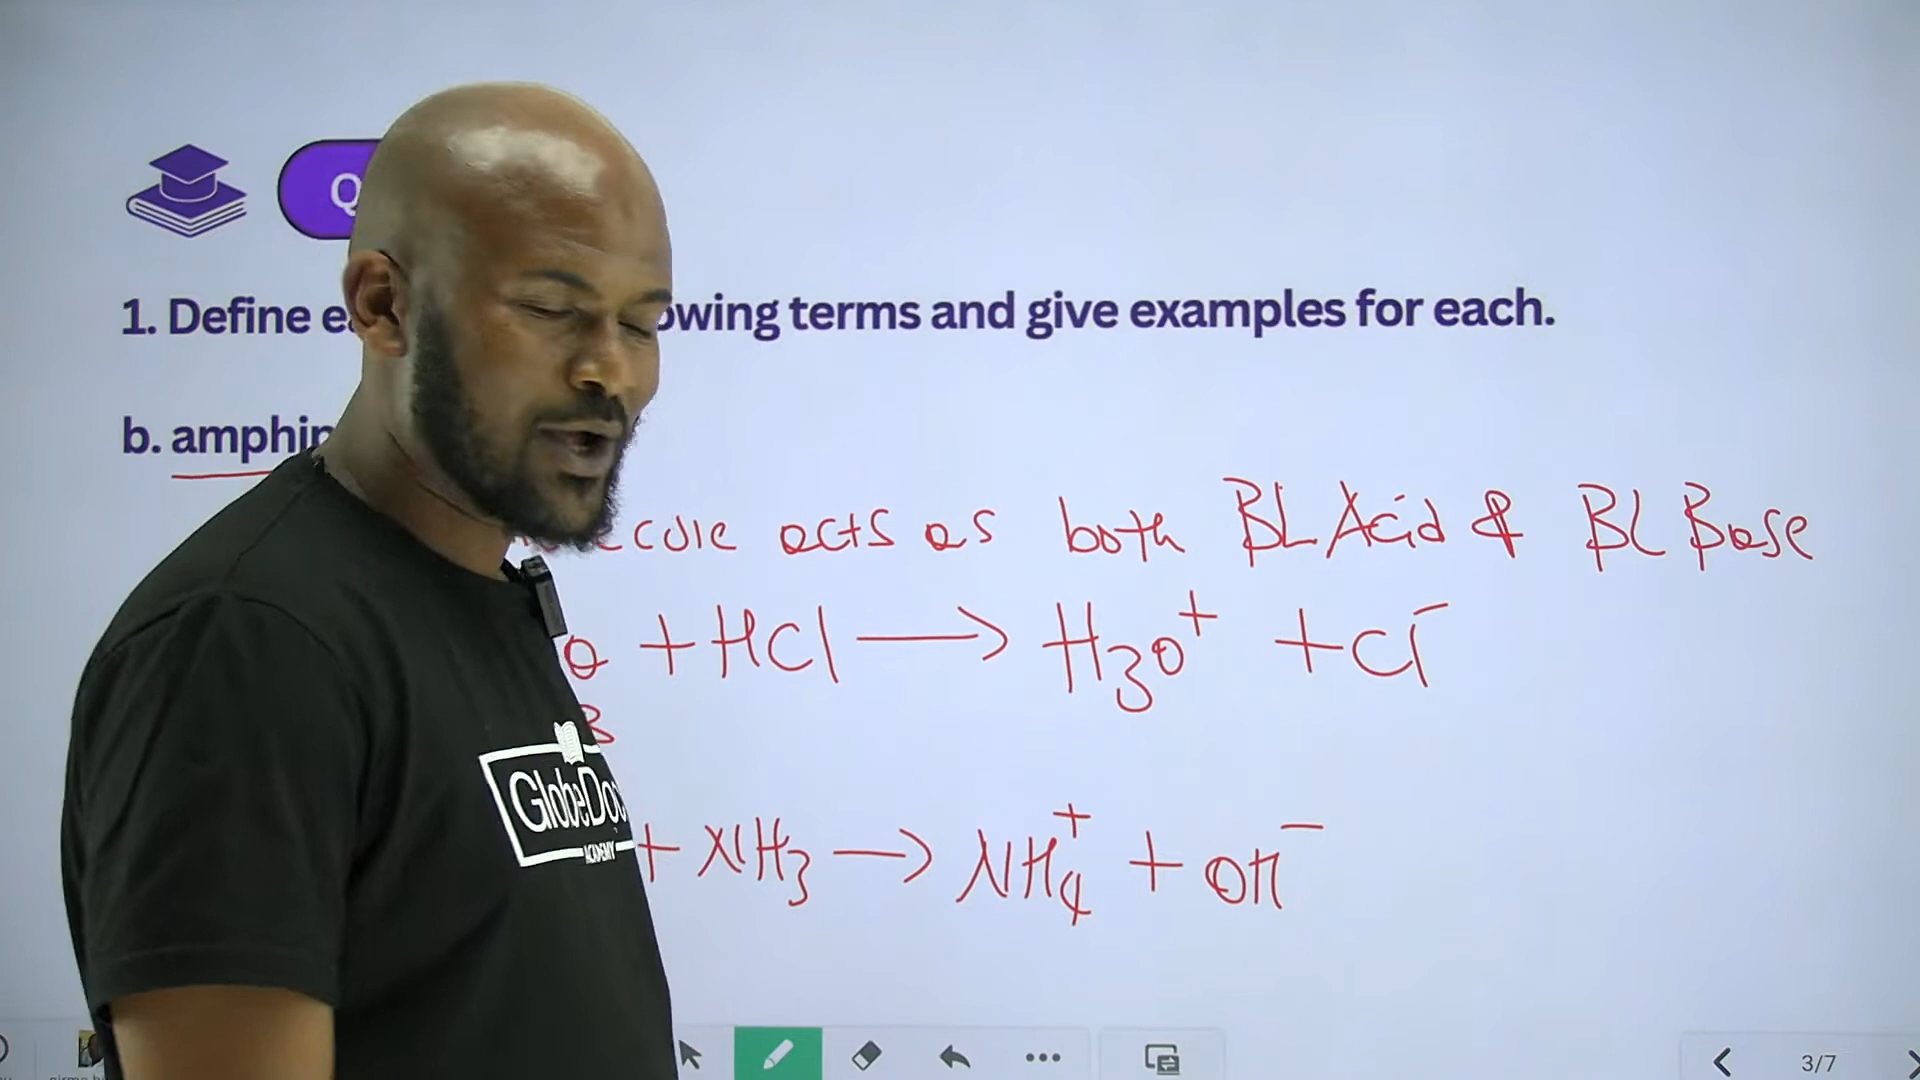 Q
1. Define e owing terms and give examples for each.
b. amphip
ecule acts as both BL Acid & BL Base
O + HCl → H₃O⁺ + Cl⁻
B
+ NH₃ → NH₄⁺ + OH⁻
GlobeDoc
ACADEMY
3/7